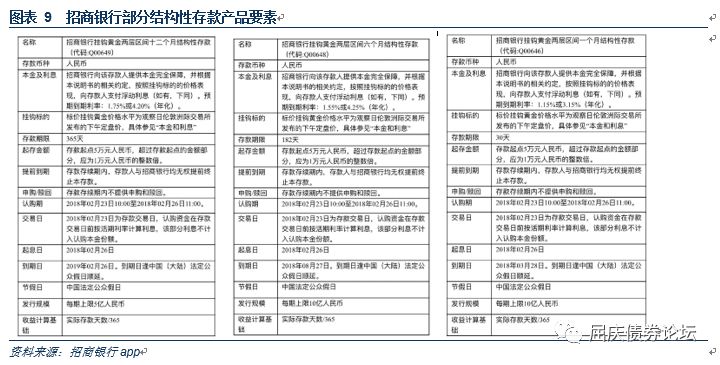 图表 9 招商银行部分结构性存款产品要素
名称
招商银行挂钩黄金两层区间十二个月结构性存款
（代码:Q00649）
存款币种
人民币
本金及利息
招商银行向该存款人提供本金完全保障，并根据
本说明书的相关约定，按照挂钩标的的价格表
现，向存款人支付浮动利息（如有，下同）。预
期到期利率：1.75%或4.20%（年化）。
挂钩标的
标价挂钩黄金价格水平为观察日伦敦洲际交易所
发布的下午定盘价，具体参见"本金和利息"
存款期限
365天
起存金额
存款起点5万元人民币，超过存款起点的金额部
分，应为1万元人民币的整数倍。
提前到期
存款存续期内、存款人与招商银行均无权提前终
止本存款。
申购/赎回
存款存续期内不提供申购和赎回。
认购期
2018年02月23日10:00至2018年02月26日11:00。
交易日
2018年02月23日为存款交易日，认购资金在存款
交易日前按活期利率计算利息，该部分利息不计
入认购本金份额。
起息日
2018年02月26日
到期日
2019年02月26日。到期日逢中国（大陆）法定公
众假日顺延。
节假日
中国法定公众假日
发行规模
每期上限5亿人民币
收益计算基
础
实际存款天数/365
名称
招商银行挂钩黄金两层区间六个月结构性存款
（代码:Q00648）
存款币种
人民币
本金及利息
招商银行向该存款人提供本金完全保障，并根据
本说明书的相关约定，按照挂钩标的的价格表
现，向存款人支付浮动利息（如有，下同）。预
期到期利率：1.55%或4.25%（年化）。
挂钩标的
标价挂钩黄金价格水平为观察日伦敦洲际交易所
发布的下午定盘价，具体参见"本金和利息"
存款期限
182天
起存金额
存款起点5万元人民币，超过存款起点的金额部
分，应为1万元人民币的整数倍。
提前到期
存款存续期内、存款人与招商银行均无权提前终
止本存款。
申购/赎回
存款存续期内不提供申购和赎回。
认购期
2018年02月23日10:00至2018年02月26日11:00。
交易日
2018年02月23日为存款交易日，认购资金在存款
交易日前按活期利率计算利息，该部分利息不计
入认购本金份额。
起息日
2018年02月26日
到期日
2018年08月27日。到期日逢中国（大陆）法定公
众假日顺延。
节假日
中国法定公众假日
发行规模
每期上限10亿人民币
收益计算基
础
实际存款天数/365
名称
招商银行挂钩黄金两层区间一个月结构性存款
（代码:Q00646）
存款币种
人民币
本金及利息
招商银行向该存款人提供本金完全保障，并根据
本说明书的相关约定，按照挂钩标的的价格表
现，向存款人支付浮动利息（如有，下同）。预
期到期利率：1.15%或3.15%（年化）。
挂钩标的
标价挂钩黄金价格水平为观察日伦敦洲际交易所
发布的下午定盘价，具体参见"本金和利息"
存款期限
30天
起存金额
存款起点5万元人民币，超过存款起点的金额部
分，应为1万元人民币的整数倍。
提前到期
存款存续期内、存款人与招商银行均无权提前终
止本存款。
申购/赎回
存款存续期内不提供申购和赎回。
认购期
2018年02月23日10:00至2018年02月26日11:00。
交易日
2018年02月23日为存款交易日，认购资金在存款
交易日前按活期利率计算利息，该部分利息不计
入认购本金份额。
起息日
2018年02月26日
到期日
2018年03月28日。到期日逢中国（大陆）法定公
众假日顺延。
节假日
中国法定公众假日
发行规模
每期上限10亿人民币
收益计算基
础
实际存款天数/365
屈庆债券论坛
资料来源：招商银行app